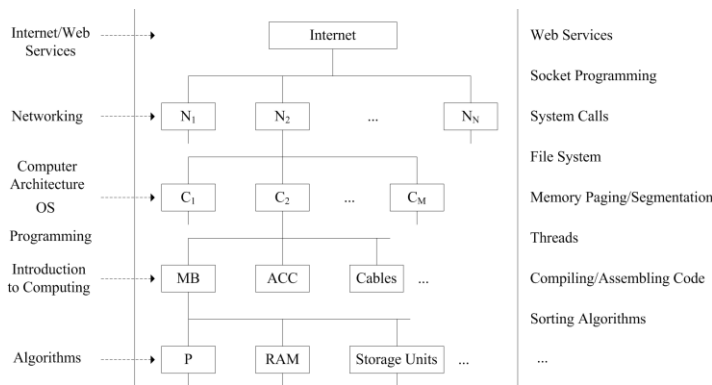 Internet/Web
Services
Internet
Web Services
Socket Programming
Networking
N₁
N₂
...
N_N
System Calls
File System
Computer
Architecture
OS
C₁
C₂
...
C_M
Memory Paging/Segmentation
Programming
Threads
Introduction
to Computing
MB
ACC
Cables
...
Compiling/Assembling Code
Sorting Algorithms
Algorithms
P
RAM
Storage Units
...
...